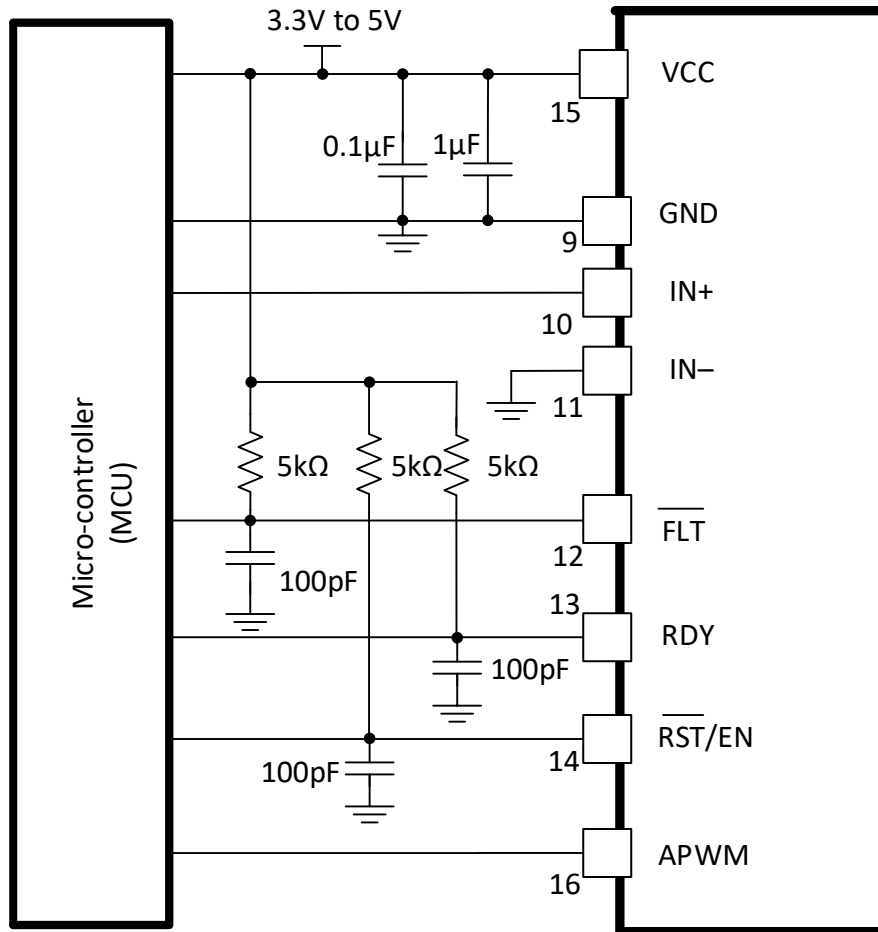 3.3V to 5V
VCC
15
0.1µF
1µF
GND
9
IN+
10
IN–
11
Micro-controller
(MCU)
5kΩ
5kΩ
5kΩ
FLT
12
100pF
13
RDY
100pF
RST/EN
14
100pF
APWM
16